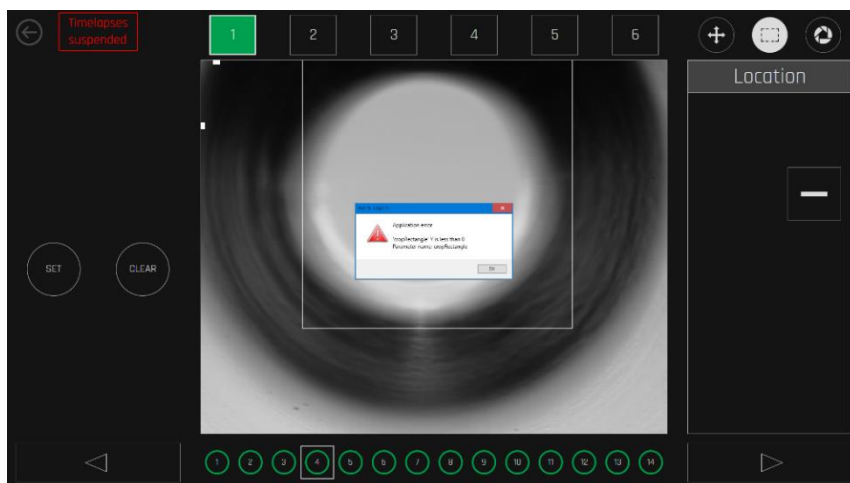 Timelapses
suspended
1 2 3 4 5 6
Location
Application error
cropRectangle: Y is less than 0
Parameter name: cropRectangle
SET
CLEAR
1 2 3 4 5 6 7 8 9 10 11 12 13 14